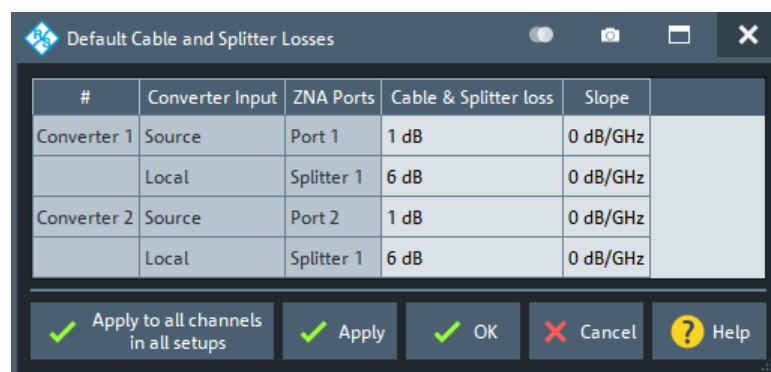 Default Cable and Splitter Losses
# Converter Input ZNA Ports Cable & Splitter loss Slope
Converter 1 Source Port 1 1 dB 0 dB/GHz
Local Splitter 1 6 dB 0 dB/GHz
Converter 2 Source Port 2 1 dB 0 dB/GHz
Local Splitter 1 6 dB 0 dB/GHz
Apply to all channels
in all setups
Apply
OK
Cancel
? Help